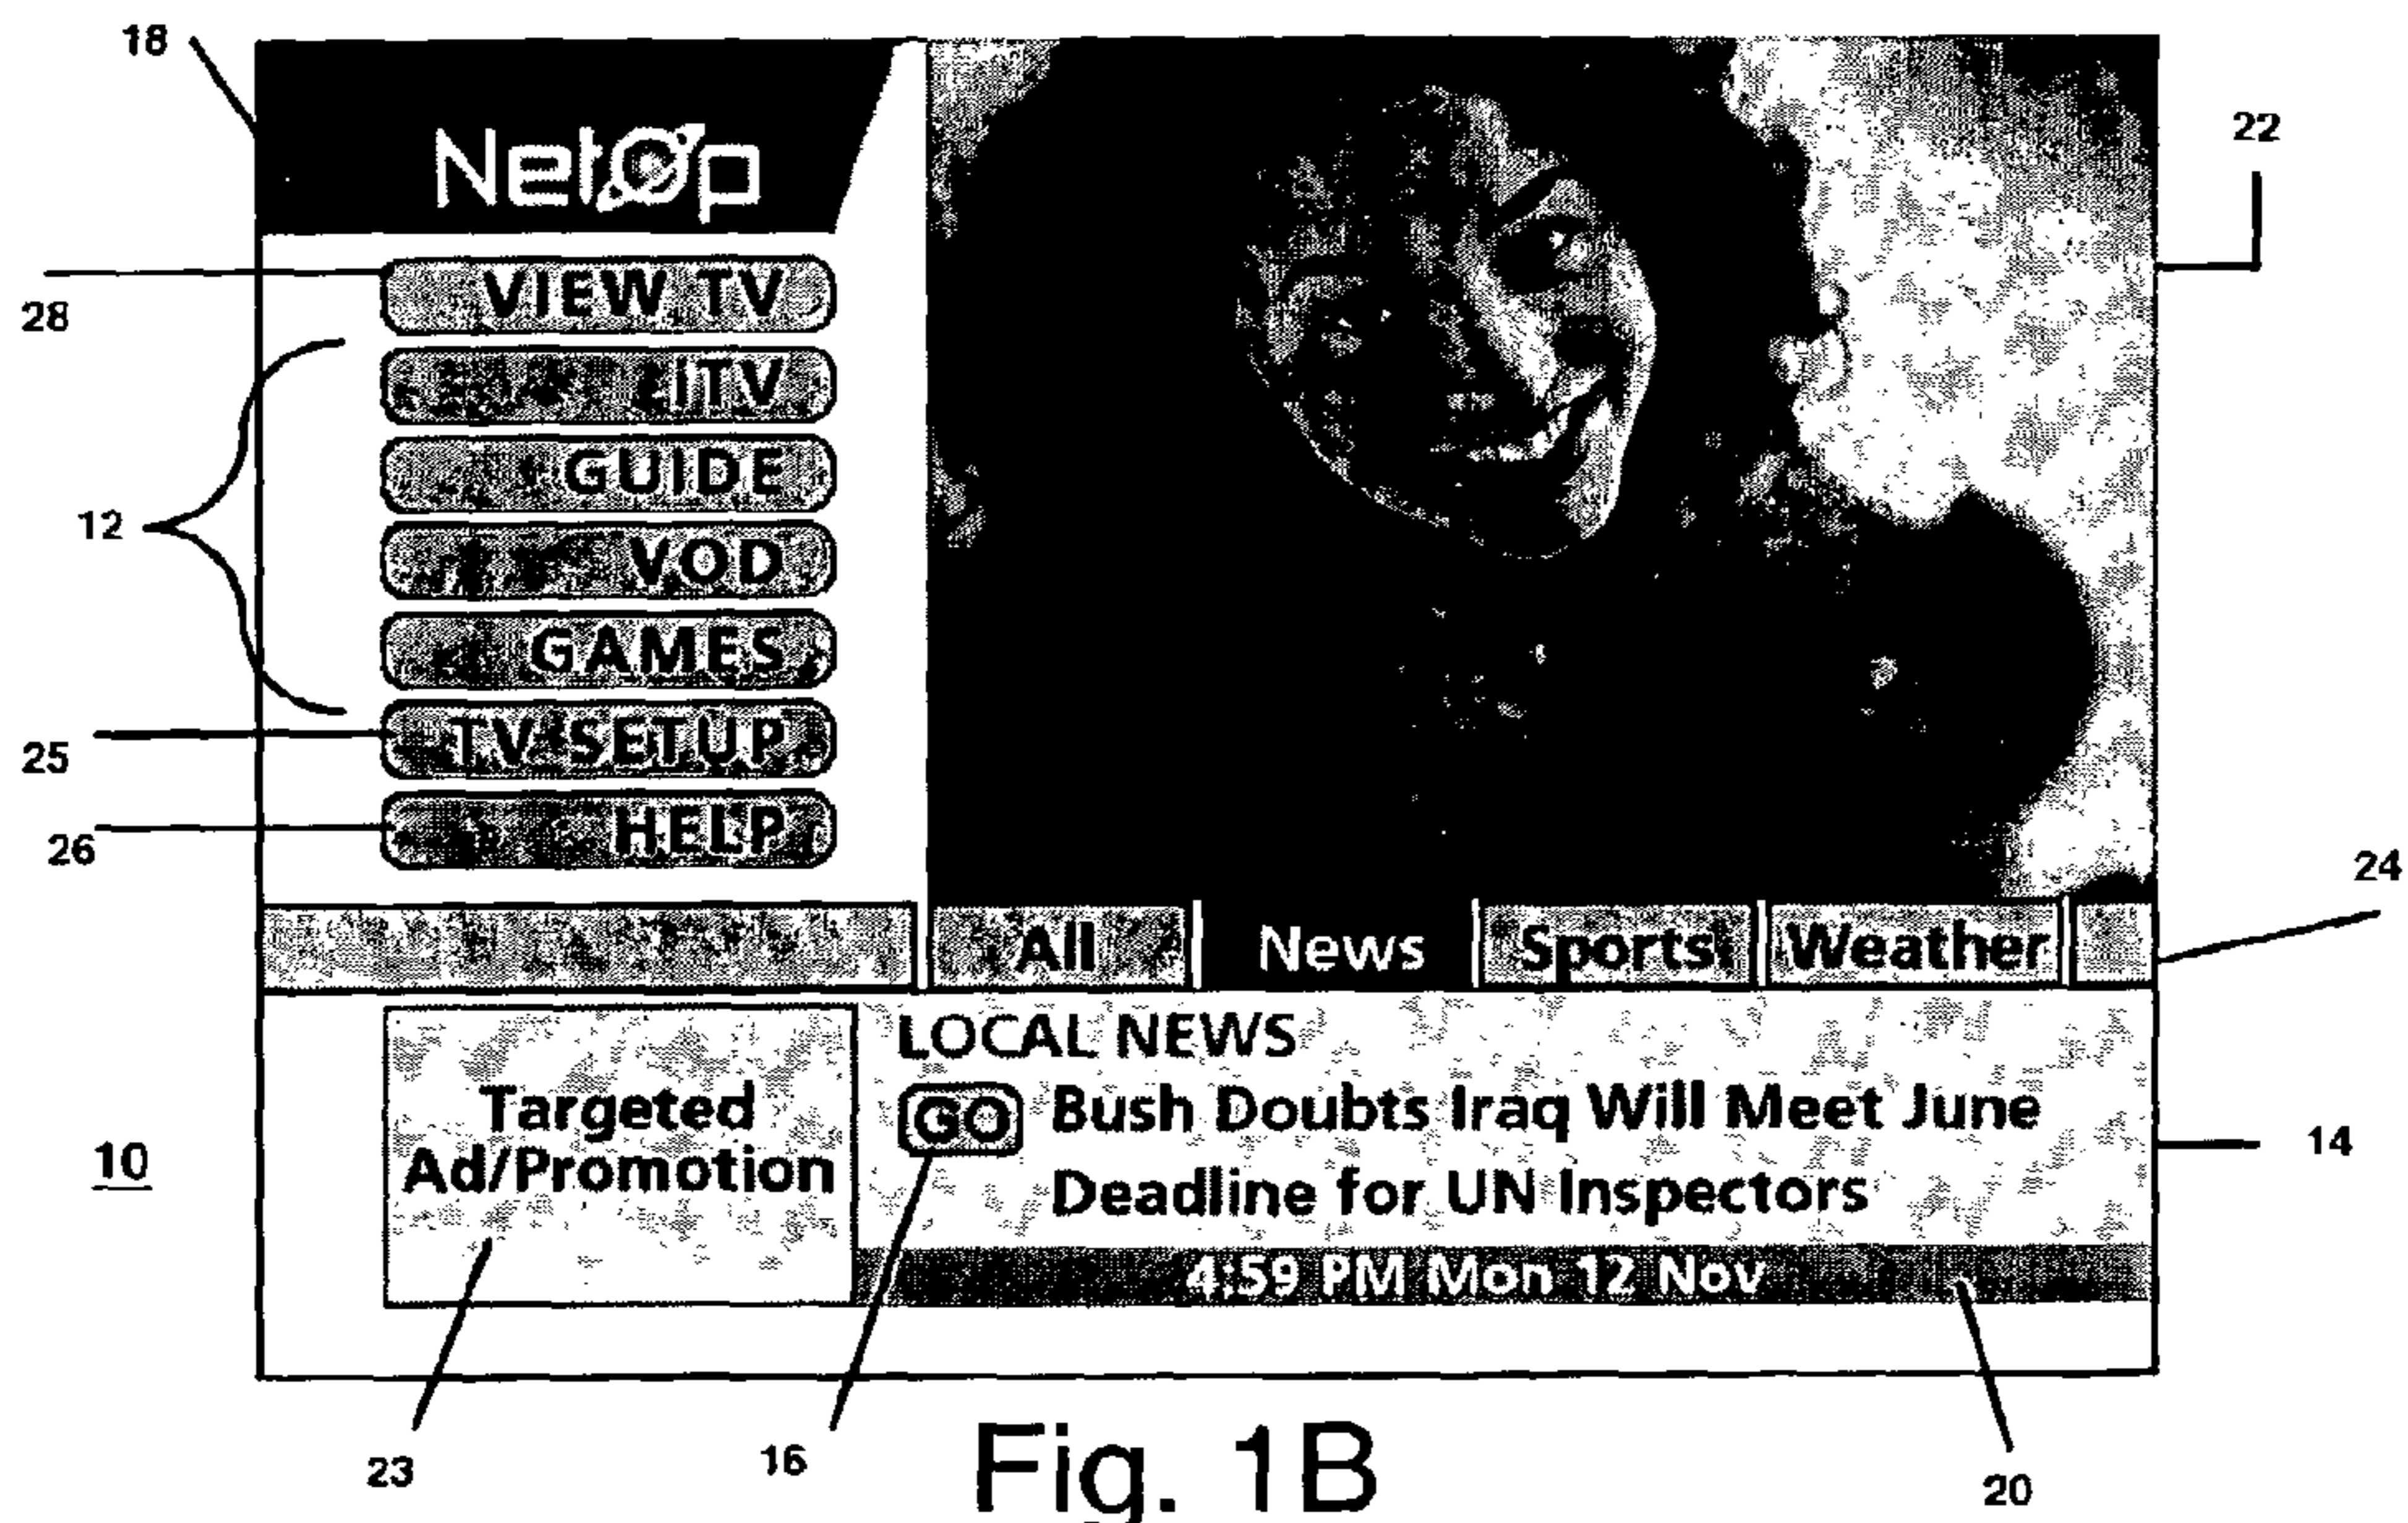 18
NetOp
22
28
VIEW TV
ITV
GUIDE
12
VOD
GAMES
25
TV SETUP
26
HELP
24
All News Sports Weather
LOCAL NEWS
Targeted
Ad/Promotion
GO Bush Doubts Iraq Will Meet June
Deadline for UN Inspectors
10
14
4:59 PM Mon 12 Nov
23
16
20
Fig. 1B